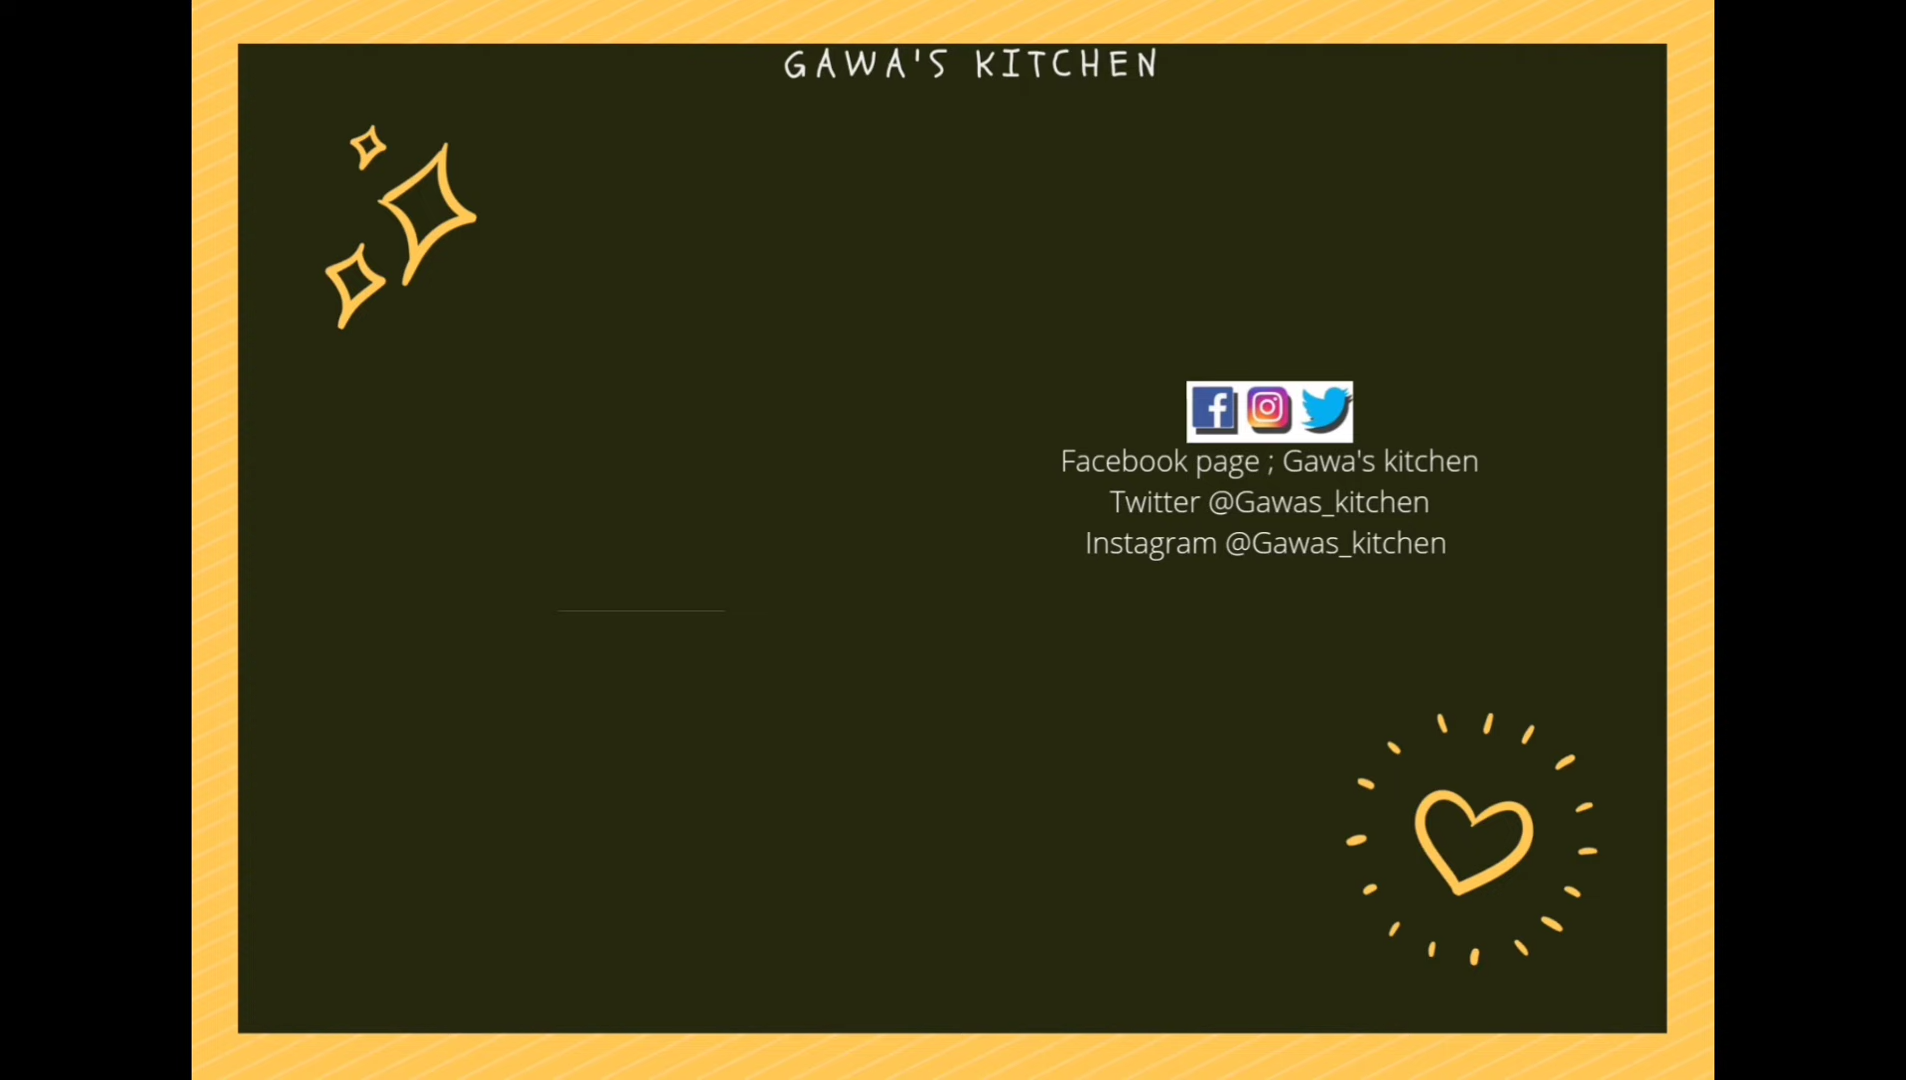 GAWA'S KITCHEN
Facebook page ; Gawa's kitchen
Twitter @Gawas_kitchen
Instagram @Gawas_kitchen